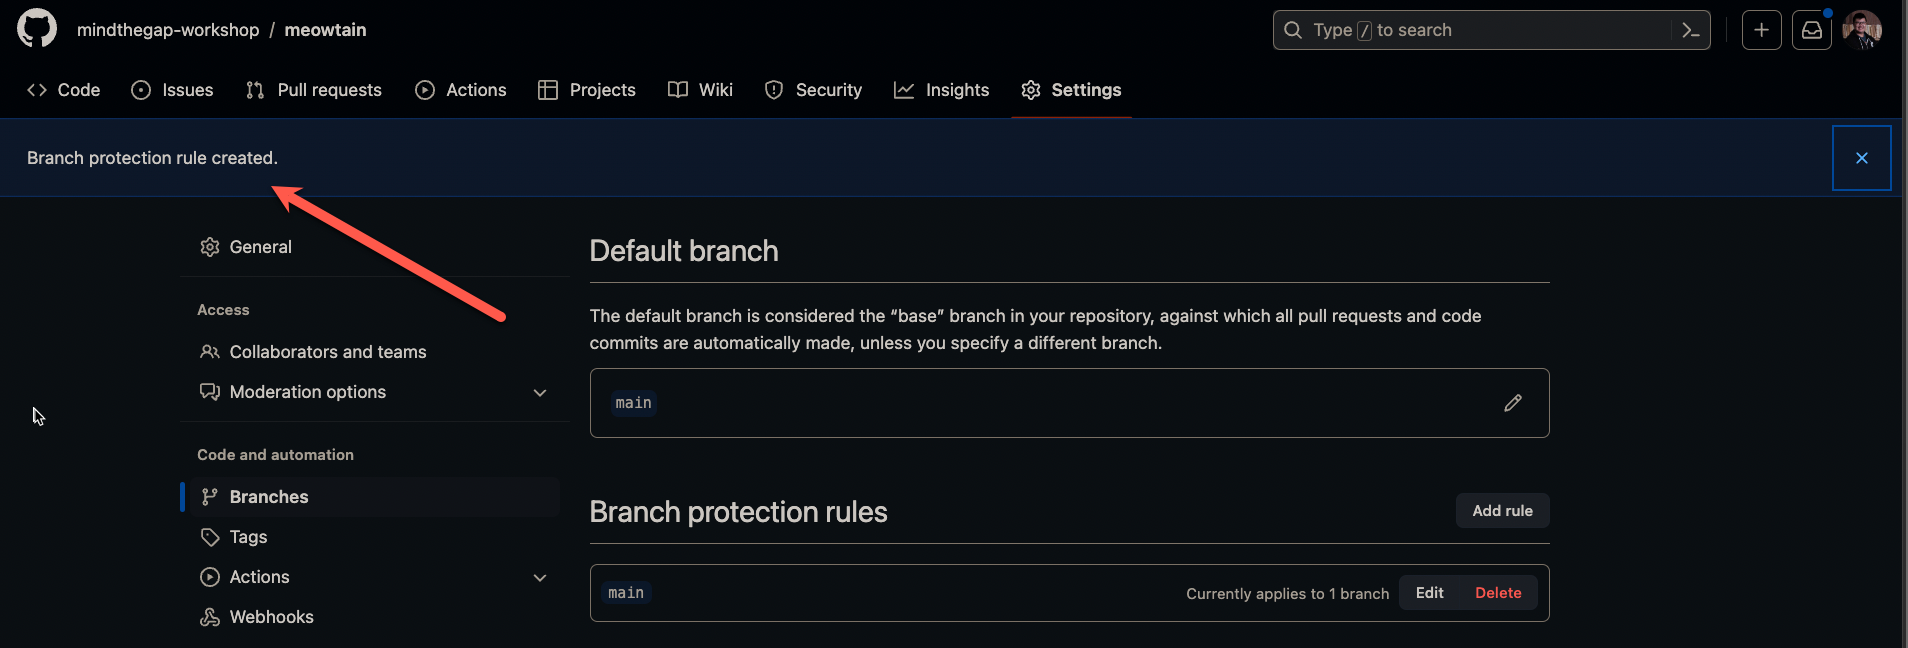 mindthegap-workshop / meowtain
Type / to search
Code Issues Pull requests Actions Projects Wiki Security Insights Settings
Branch protection rule created.
General
Access
Collaborators and teams
Moderation options
Code and automation
Branches
Tags
Actions
Webhooks
Default branch
The default branch is considered the “base” branch in your repository, against which all pull requests and code
commits are automatically made, unless you specify a different branch.
main
Branch protection rules
Add rule
main
Currently applies to 1 branch
Edit
Delete